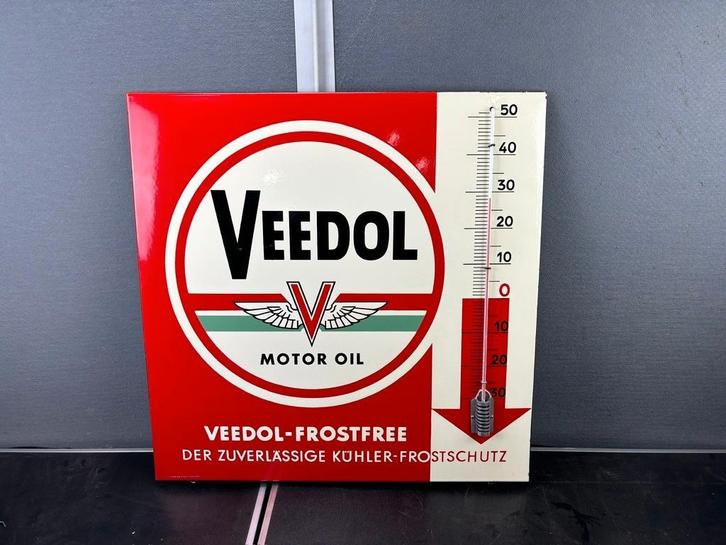 VEEDOL
V
MOTOR OIL
VEEDOL-FROSTFREE
DER ZUVERLÄSSIGE KÜHLER-FROSTSCHUTZ
50
40
30
20
10
0
10
20
30